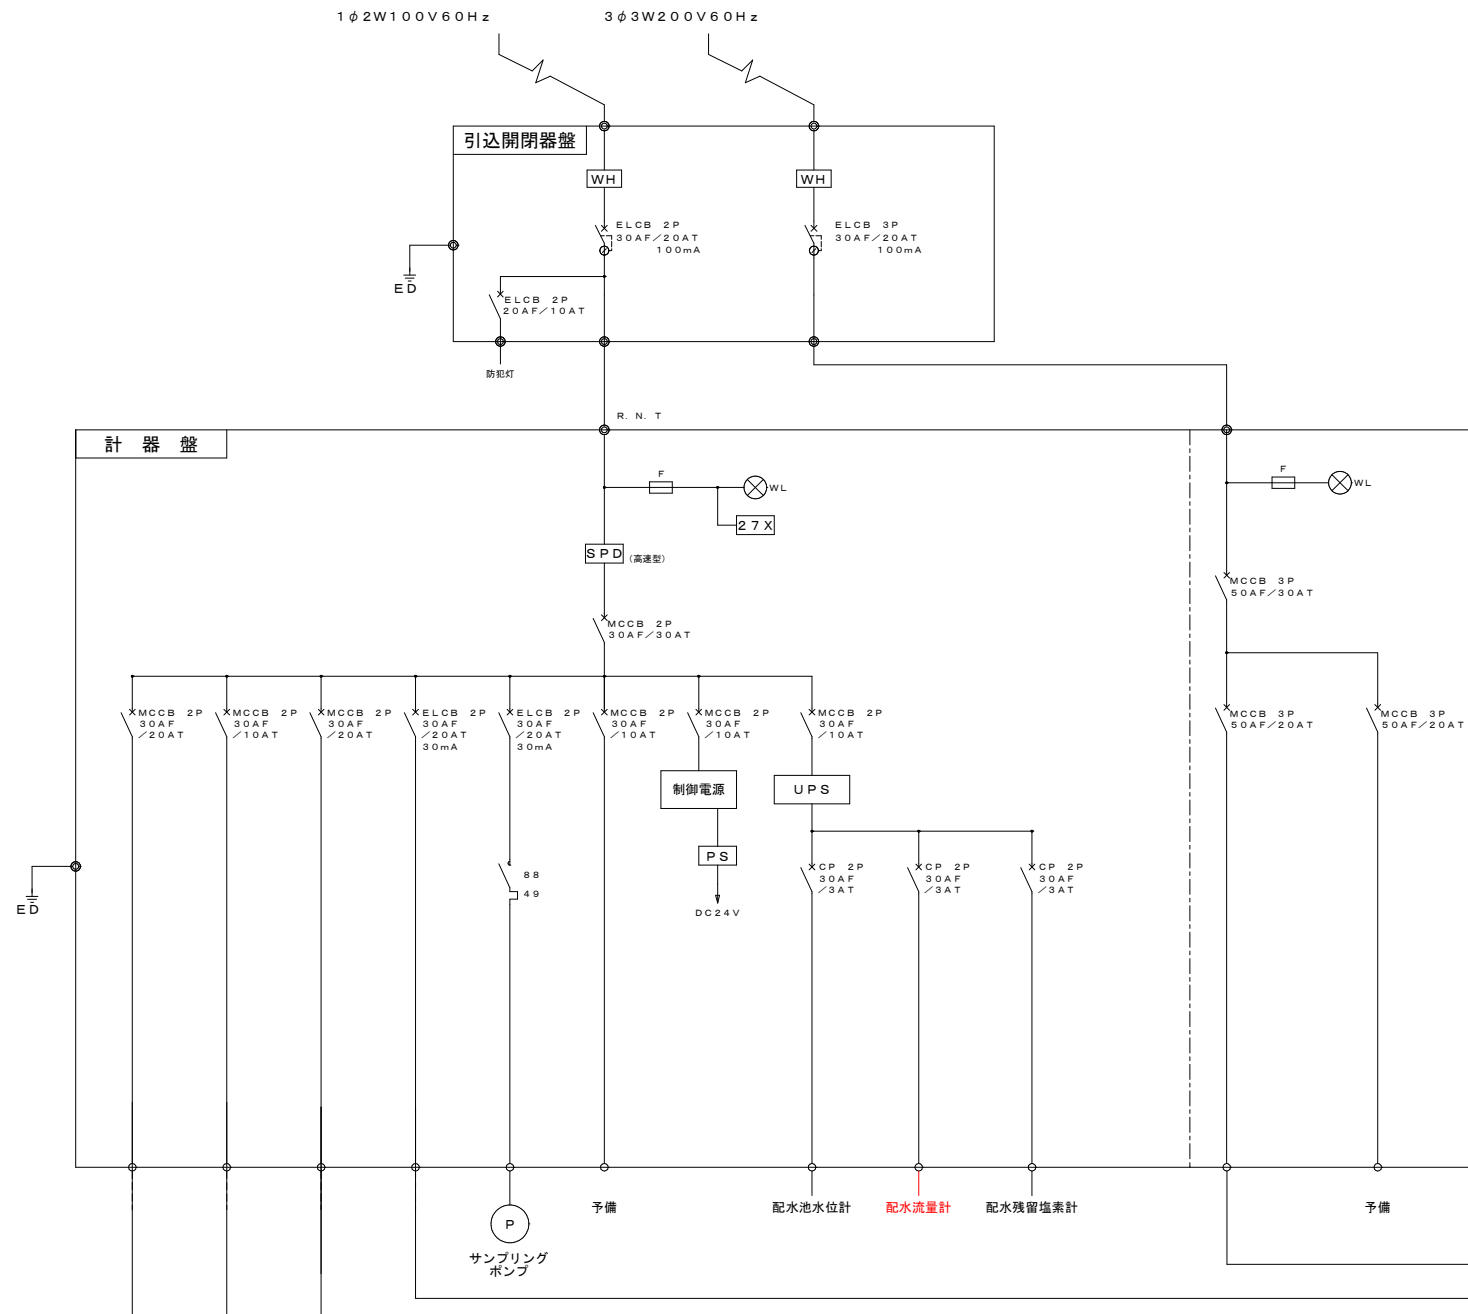 1φ2W100V60Hz
3φ3W200V60Hz
引込開閉器盤
WH
WH
ELCB 2P
30AF/20AT
100mA
ELCB 3P
30AF/20AT
100mA
ED
ELCB 2P
20AF/10AT
防犯灯
R. N. T
計 器 盤
F
WL
27X
F
WL
SPD
(高速型)
MCCB 3P
50AF/30AT
MCCB 2P
30AF/30AT
MCCB 2P
30AF
/20AT
MCCB 2P
30AF
/10AT
MCCB 2P
30AF
/20AT
ELCB 2P
30AF
/20AT
30mA
ELCB 2P
30AF
/20AT
30mA
MCCB 2P
30AF
/10AT
MCCB 2P
30AF
/10AT
MCCB 2P
30AF
/10AT
MCCB 3P
50AF/20AT
MCCB 3P
50AF/20AT
制御電源
UPS
PS
DC24V
88
49
CP 2P
30AF
/3AT
CP 2P
30AF
/3AT
CP 2P
30AF
/3AT
ED
P
サンプリング
ポンプ
予備
配水池水位計
配水流量計
配水残留塩素計
予備